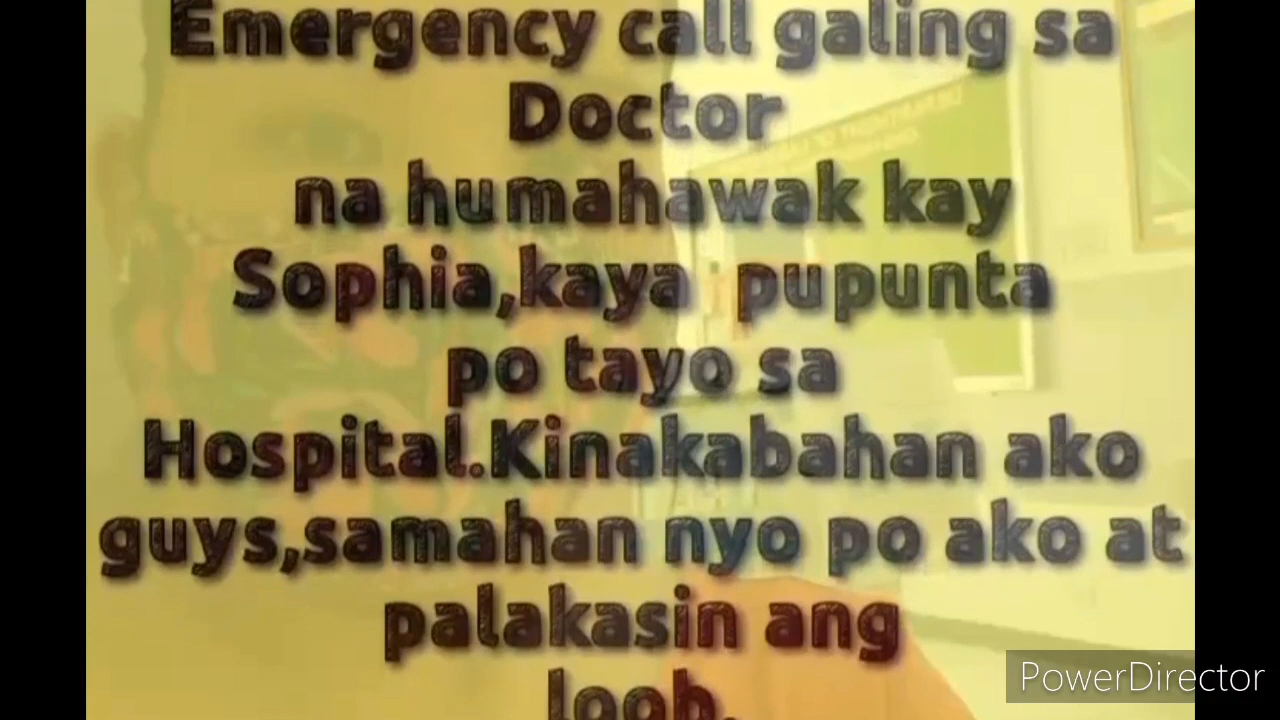 Emergency call galing sa
Doctor
na humahawak kay
Sophia,kaya pupunta
po tayo sa
Hospital.Kinakabahan ako
guys,samahan nyo po ako at
palakasin ang
loob.
PowerDirector